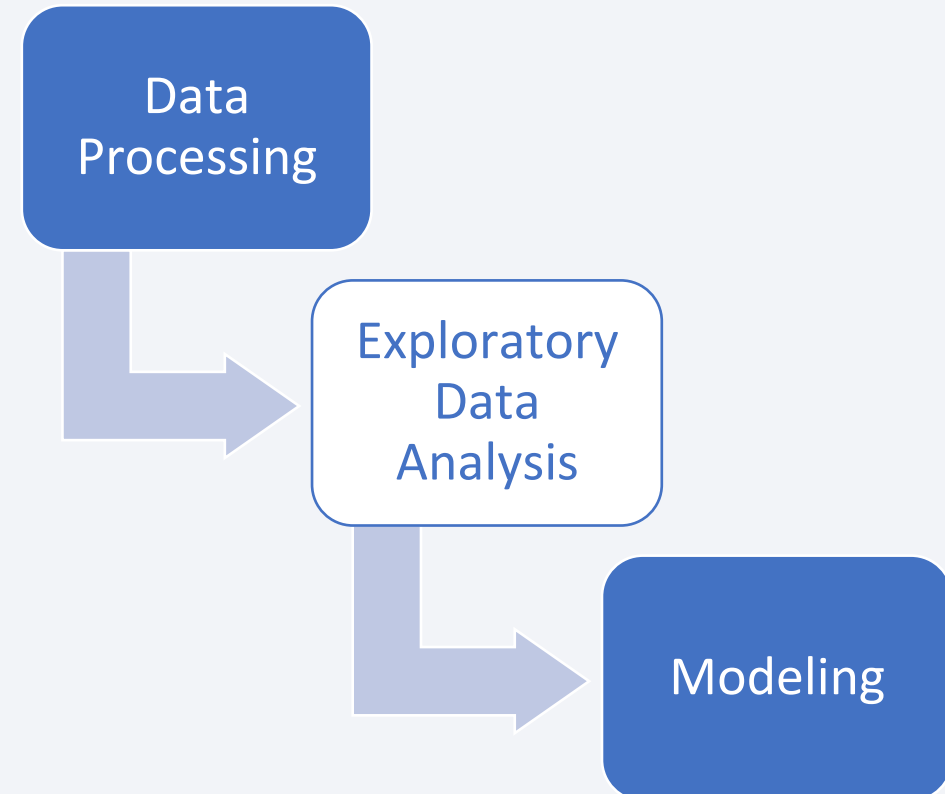 Data
Processing
Exploratory
Data
Analysis
Modeling